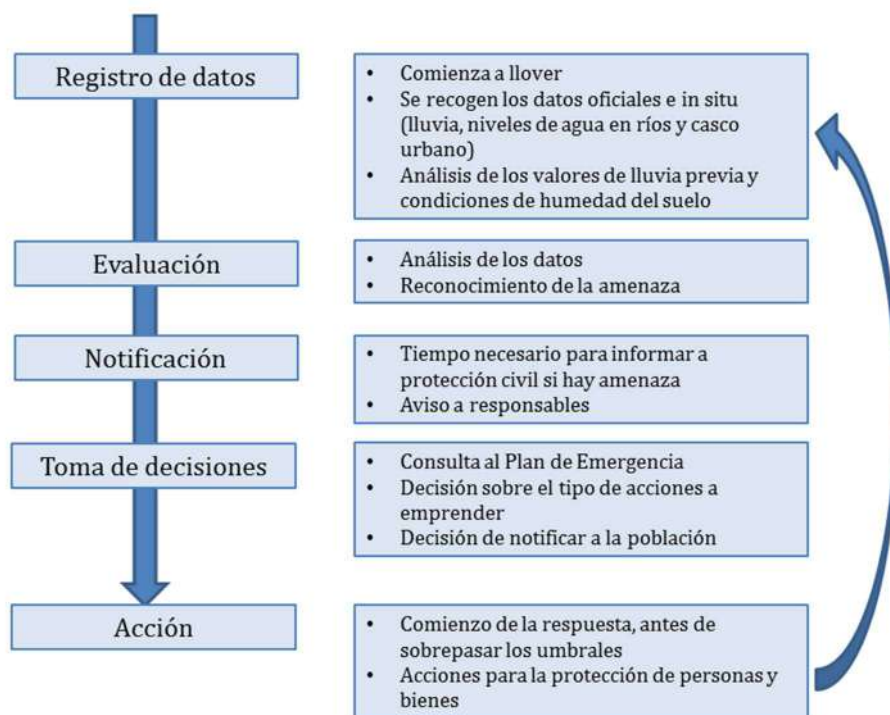 Registro de datos
• Comienza a llover
• Se recogen los datos oficiales e in situ
(lluvia, niveles de agua en ríos y casco
urbano)
• Análisis de los valores de lluvia previa y
condiciones de humedad del suelo
Evaluación
• Análisis de los datos
• Reconocimiento de la amenaza
Notificación
• Tiempo necesario para informar a
protección civil si hay amenaza
• Aviso a responsables
Toma de decisiones
• Consulta al Plan de Emergencia
• Decisión sobre el tipo de acciones a
emprender
• Decisión de notificar a la población
Acción
• Comienzo de la respuesta, antes de
sobrepasar los umbrales
• Acciones para la protección de personas y
bienes